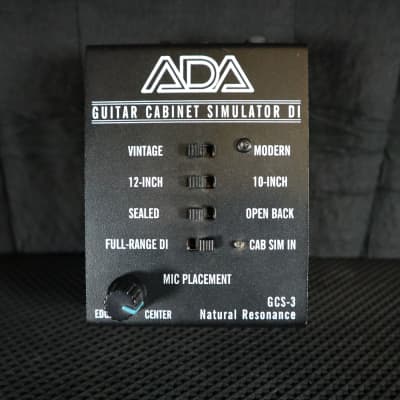 ADA
GUITAR CABINET SIMULATOR DI
VINTAGE MODERN
12-INCH 10-INCH
SEALED OPEN BACK
FULL-RANGE DI CAB SIM IN
MIC PLACEMENT
CENTER GCS-3
Natural Resonance